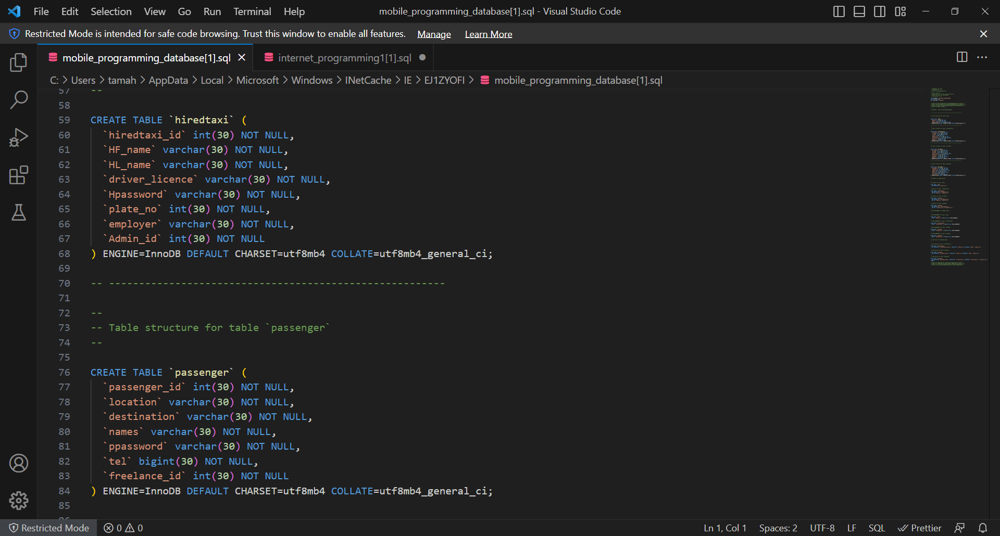 File Edit Selection View Go Run Terminal Help mobile_programming_database[1].sql - Visual Studio Code
Restricted Mode is intended for safe code browsing. Trust this window to enable all features. Manage Learn More
mobile_programming_database[1].sql internet_programming1[1].sql
C: > Users > tamah > AppData > Local > Microsoft > Windows > INetCache > IE > EJ1ZYOFI > mobile_programming_database[1].sql
57 --
58
59 CREATE TABLE `hiredtaxi` (
60 `hiredtaxi_id` int(30) NOT NULL,
61 `HF_name` varchar(30) NOT NULL,
62 `HL_name` varchar(30) NOT NULL,
63 `driver_licence` varchar(30) NOT NULL,
64 `Hpassword` varchar(30) NOT NULL,
65 `plate_no` int(30) NOT NULL,
66 `employer` varchar(30) NOT NULL,
67 `Admin_id` int(30) NOT NULL
68 ) ENGINE=InnoDB DEFAULT CHARSET=utf8mb4 COLLATE=utf8mb4_general_ci;
69
70 -- --------------------------------------------------------
71
72 --
73 -- Table structure for table `passenger`
74 --
75
76 CREATE TABLE `passenger` (
77 `passenger_id` int(30) NOT NULL,
78 `location` varchar(30) NOT NULL,
79 `destination` varchar(30) NOT NULL,
80 `names` varchar(30) NOT NULL,
81 `ppassword` varchar(30) NOT NULL,
82 `tel` bigint(30) NOT NULL,
83 `freelance_id` int(30) NOT NULL
84 ) ENGINE=InnoDB DEFAULT CHARSET=utf8mb4 COLLATE=utf8mb4_general_ci;
85
Restricted Mode 0 0 Ln 1, Col 1 Spaces: 2 UTF-8 LF SQL Prettier